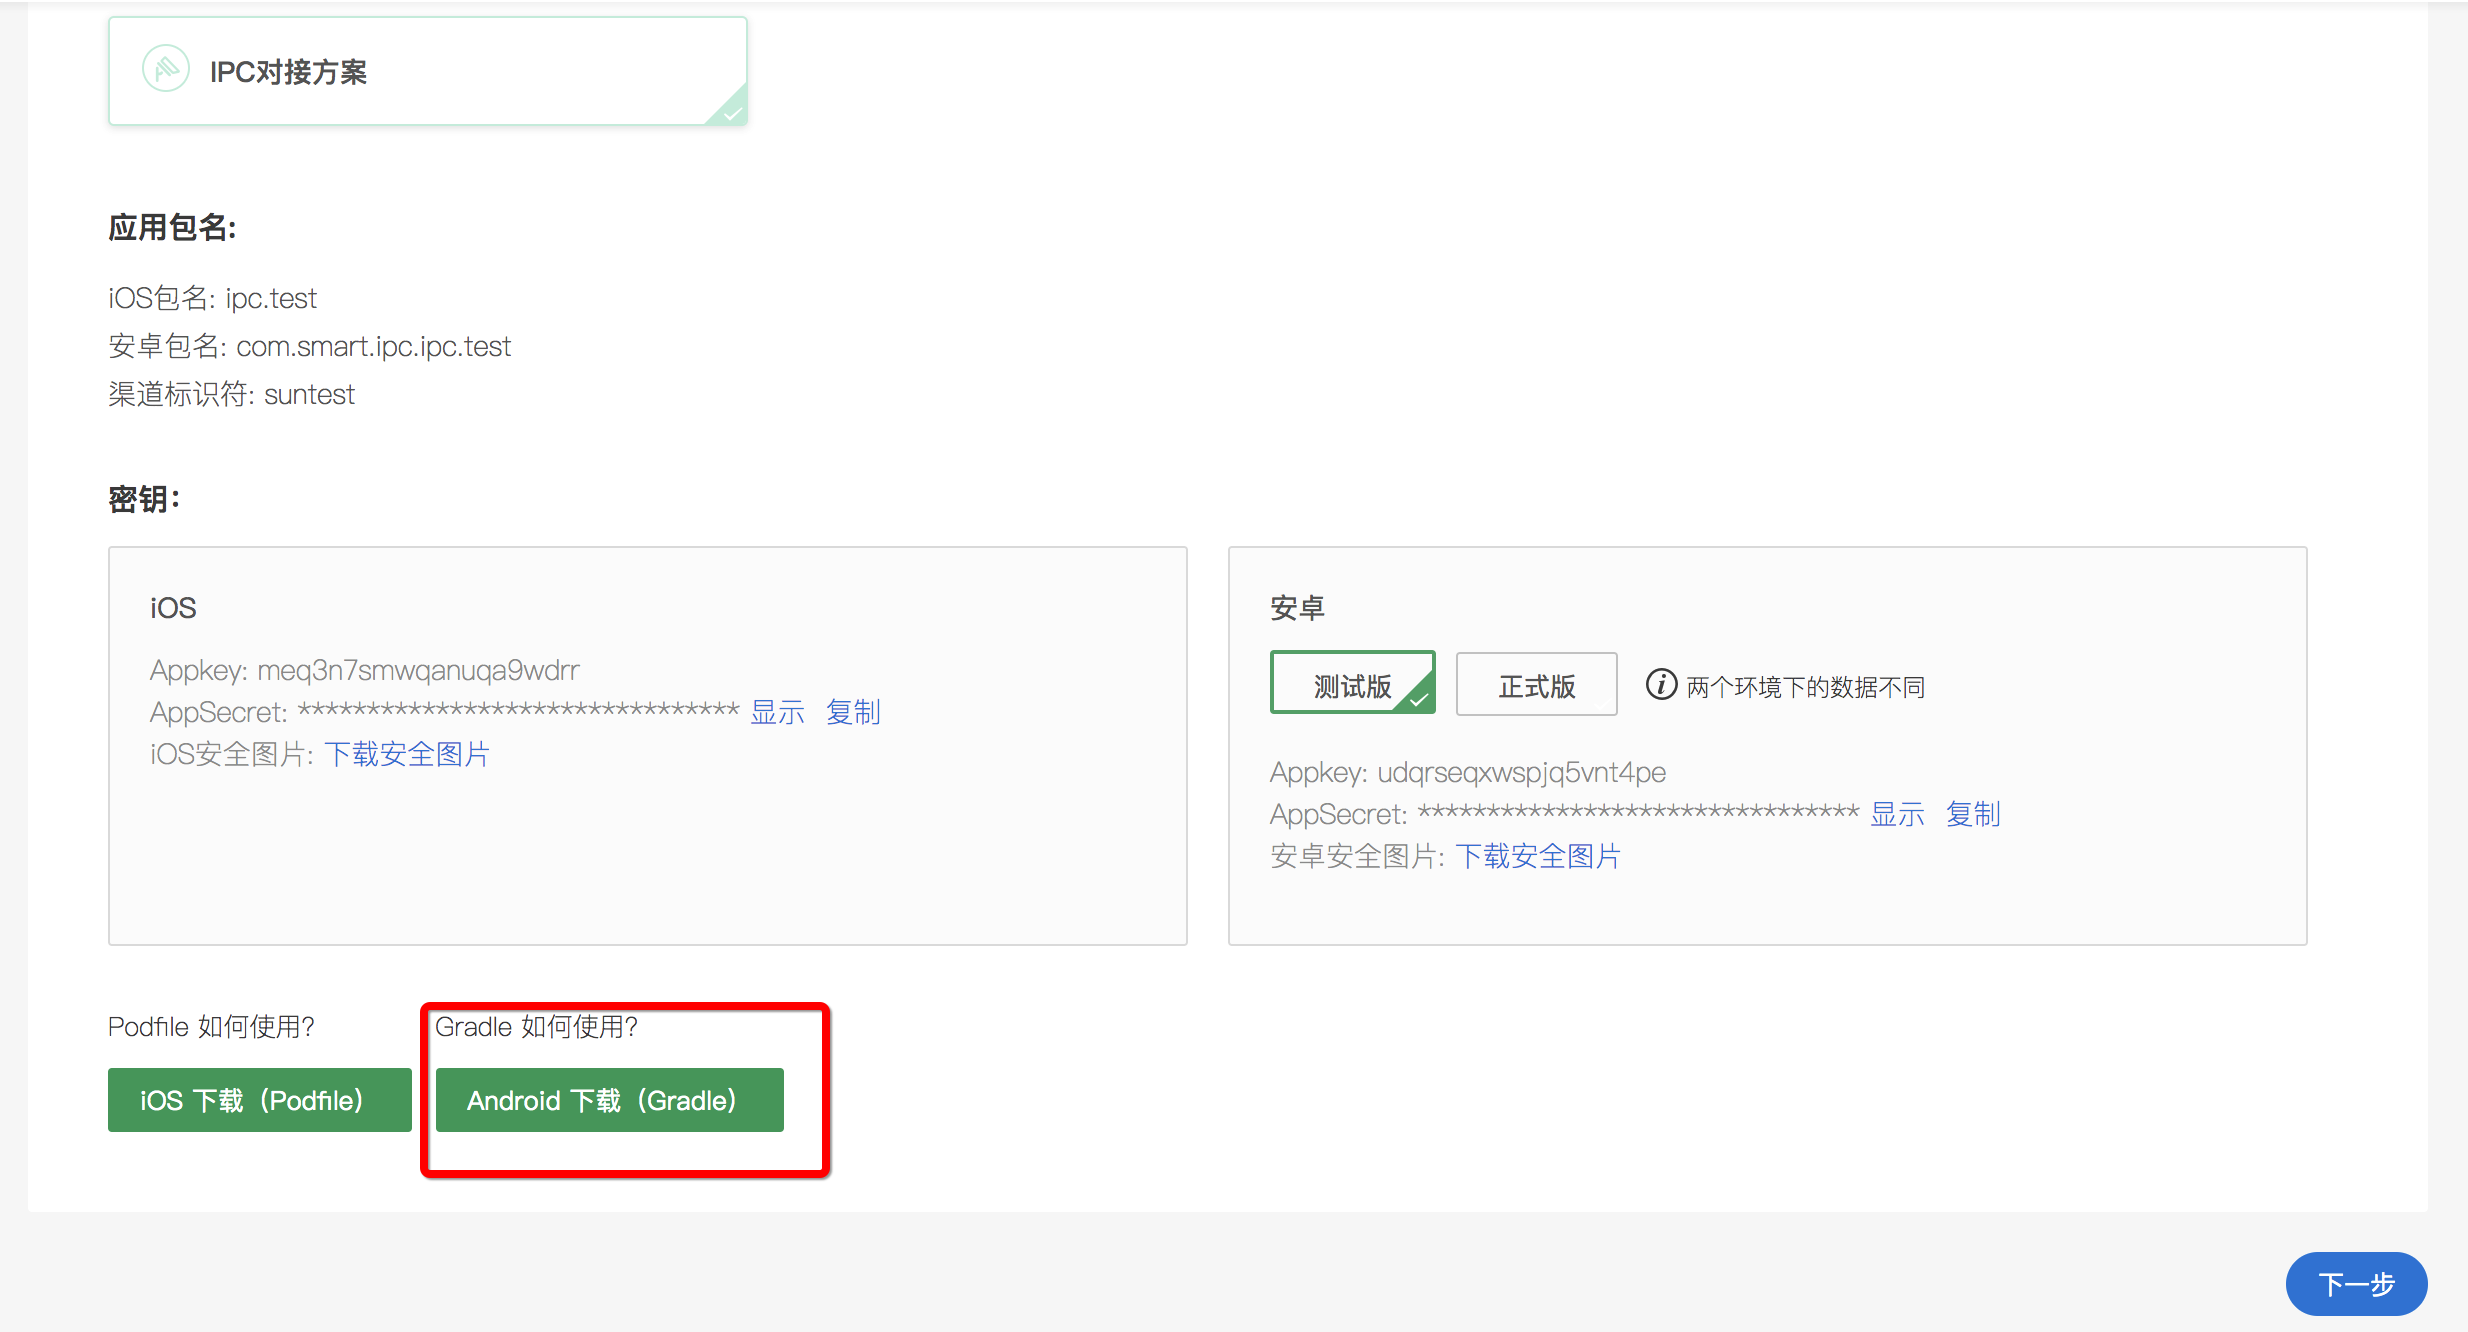 IPC对接方案
应用包名:
iOS包名: ipc.test
安卓包名: com.smart.ipc.ipc.test
渠道标识符: suntest
密钥：
iOS
Appkey: meq3n7smwqanuqa9wdrr
AppSecret: ******************************** 显示 复制
iOS安全图片: 下载安全图片
安卓
测试版 正式版 i 两个环境下的数据不同
Appkey: udqrseqxwspjq5vnt4pe
AppSecret: ******************************** 显示 复制
安卓安全图片: 下载安全图片
Podfile 如何使用? Gradle 如何使用?
iOS 下载（Podfile） Android 下载（Gradle）
下一步